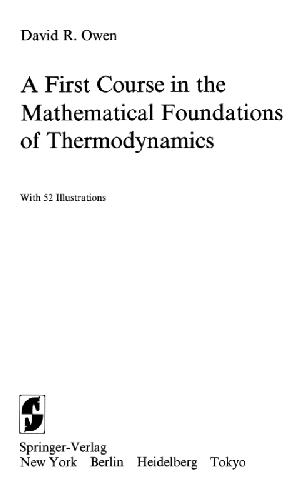 David R. Owen
A First Course in the
Mathematical Foundations
of Thermodynamics
With 52 Illustrations
Springer-Verlag
New York Berlin Heidelberg Tokyo